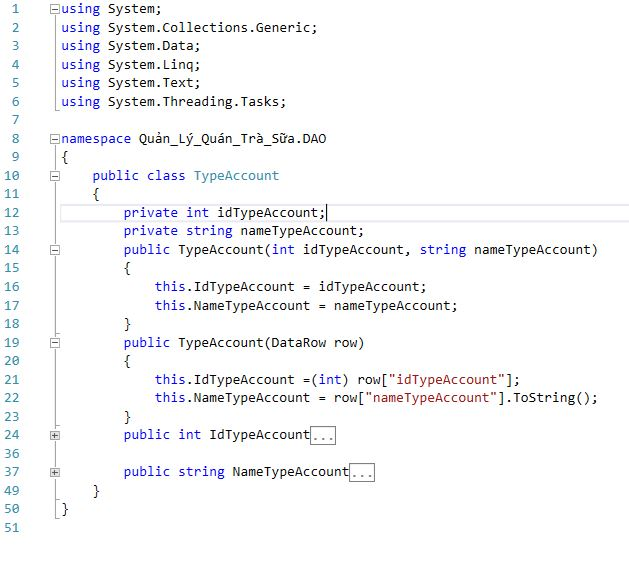 1 using System;
2 using System.Collections.Generic;
3 using System.Data;
4 using System.Linq;
5 using System.Text;
6 using System.Threading.Tasks;
7
8 namespace Quản_Lý_Quán_Trà_Sữa.DAO
9 {
10 public class TypeAccount
11 {
12 private int idTypeAccount;
13 private string nameTypeAccount;
14 public TypeAccount(int idTypeAccount, string nameTypeAccount)
15 {
16 this.IdTypeAccount = idTypeAccount;
17 this.NameTypeAccount = nameTypeAccount;
18 }
19 public TypeAccount(DataRow row)
20 {
21 this.IdTypeAccount =(int) row["idTypeAccount"];
22 this.NameTypeAccount = row["nameTypeAccount"].ToString();
23 }
24 public int IdTypeAccount...
36
37 public string NameTypeAccount...
49 }
50 }
51